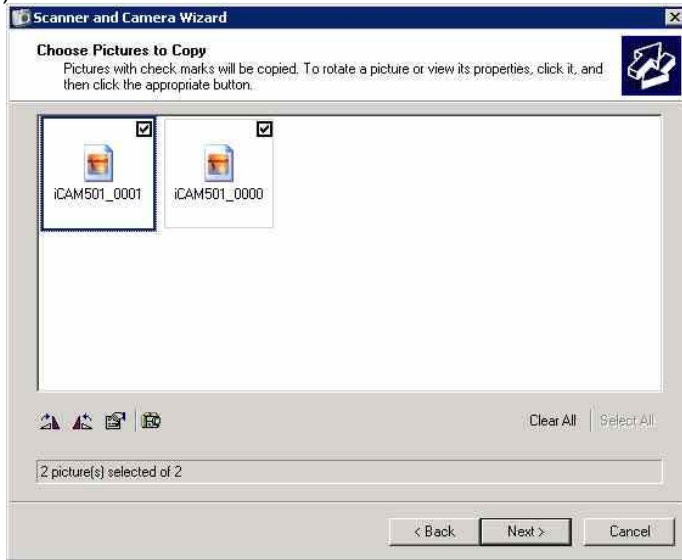 Scanner and Camera Wizard
Choose Pictures to Copy
Pictures with check marks will be copied. To rotate a picture or view its properties, click it, and
then click the appropriate button.
iCAM501_0001 iCAM501_0000
Clear All Select All
2 picture(s) selected of 2
< Back Next > Cancel